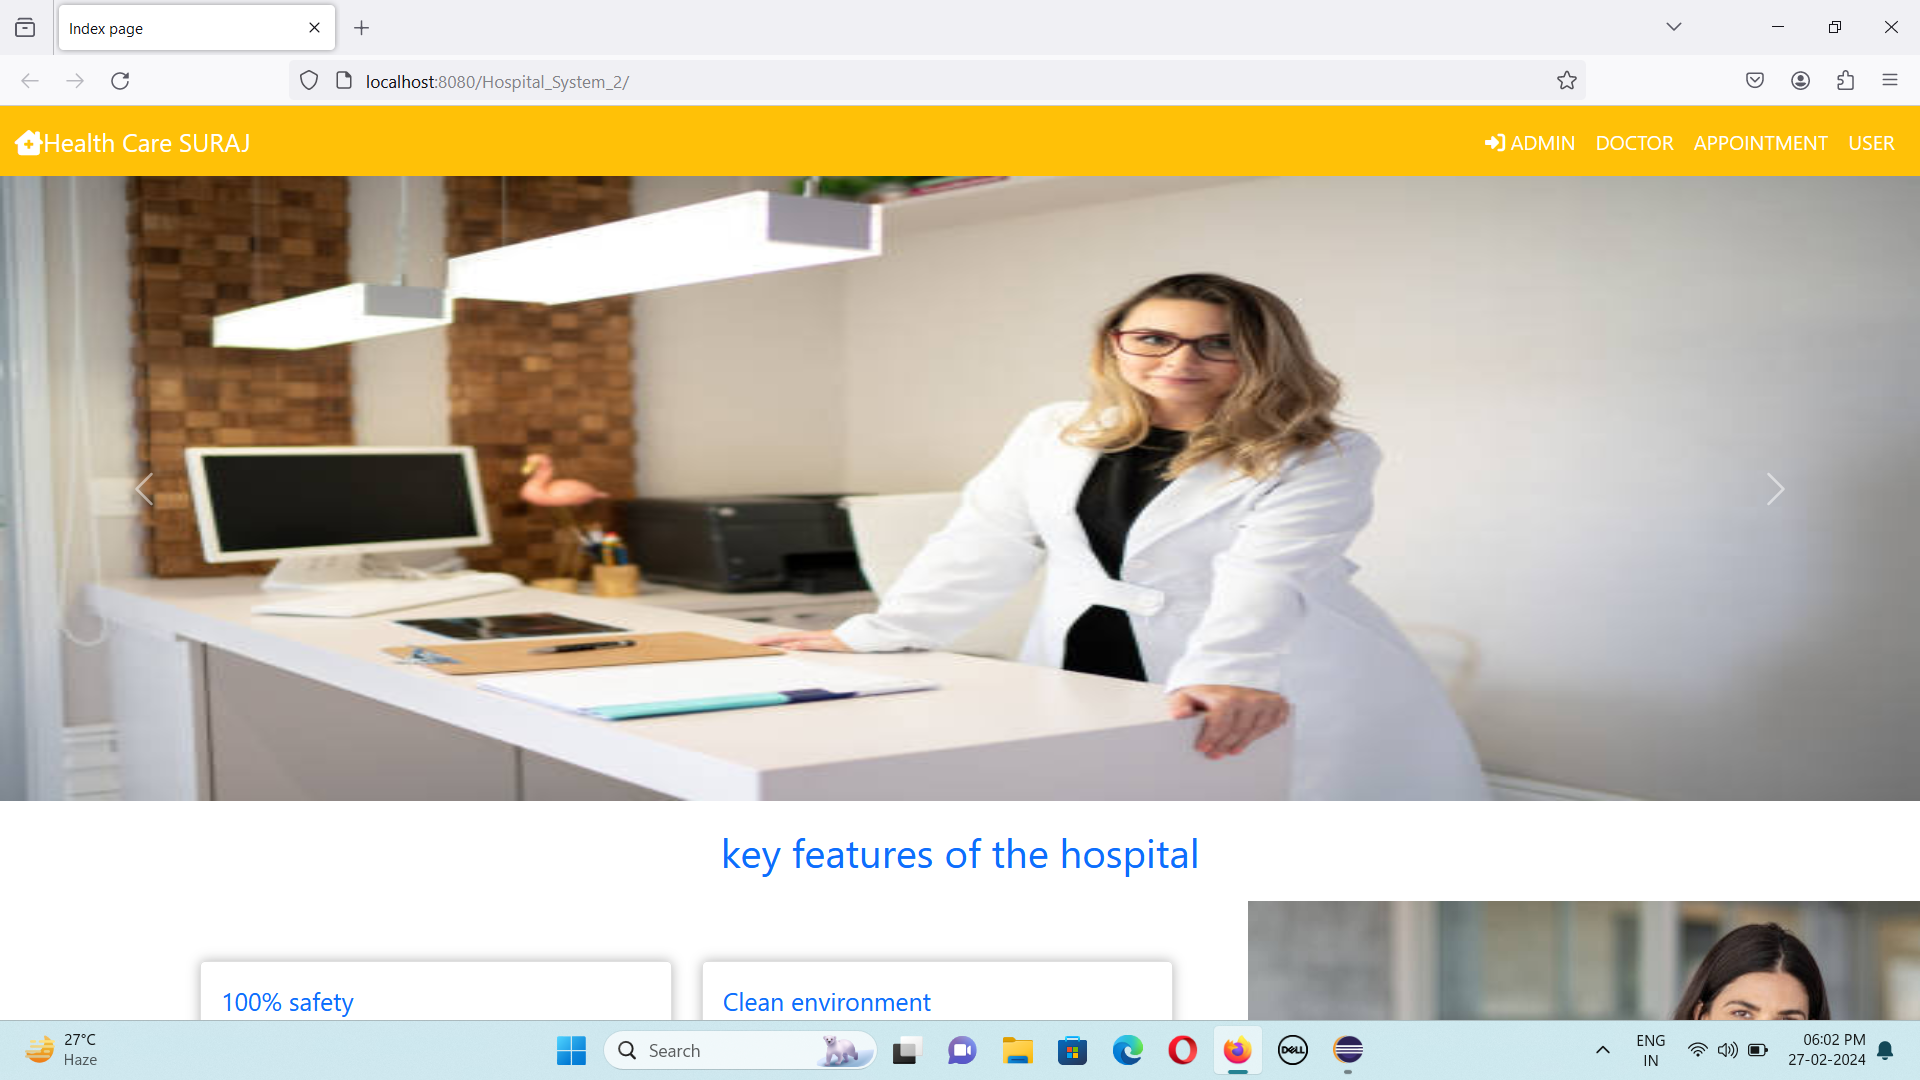 Index page
localhost:8080/Hospital_System_2/
Health Care SURAJ
ADMIN DOCTOR APPOINTMENT USER
key features of the hospital
100% safety
Clean environment
27°C
Haze
Search
DELL
ENG
IN
06:02 PM
27-02-2024